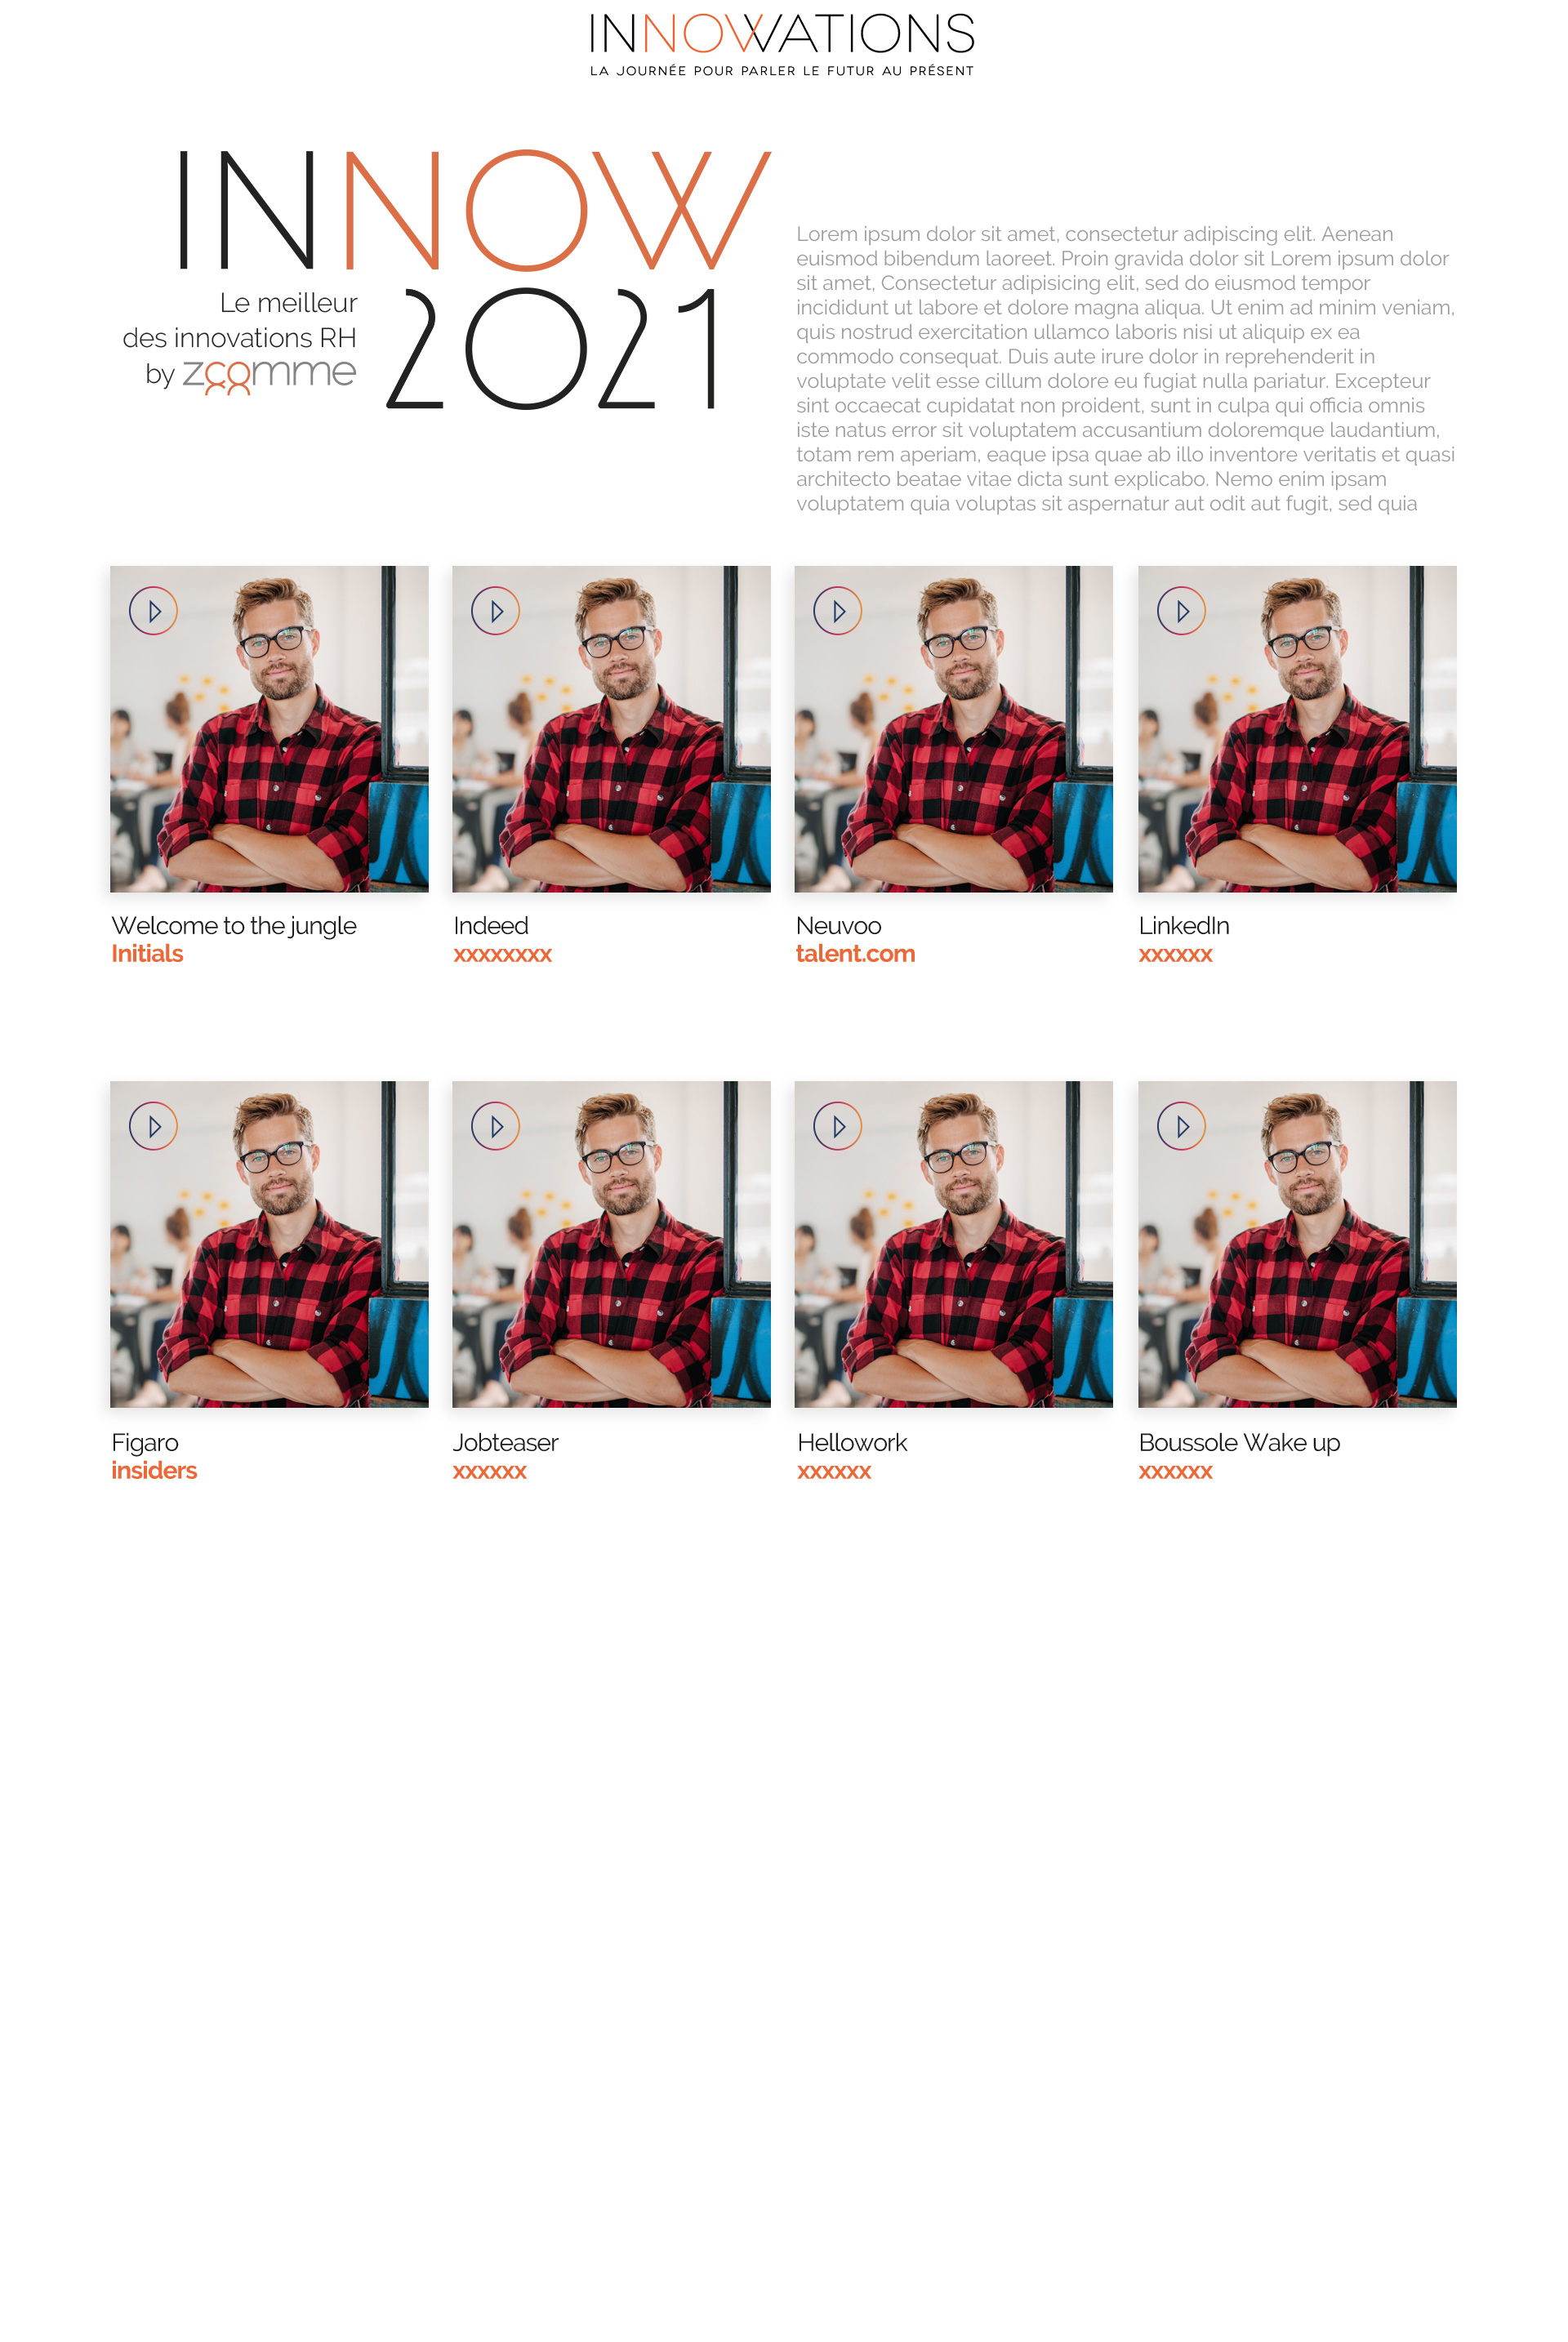 INNOWATIONS
LA JOURNÉE POUR PARLER LE FUTUR AU PRÉSENT
INNOW
2021
Le meilleur
des innovations RH
by zoomme
Lorem ipsum dolor sit amet, consectetur adipiscing elit. Aenean
euismod bibendum laoreet. Proin gravida dolor sit Lorem ipsum dolor
sit amet, Consectetur adipisicing elit, sed do eiusmod tempor
incididunt ut labore et dolore magna aliqua. Ut enim ad minim veniam,
quis nostrud exercitation ullamco laboris nisi ut aliquip ex ea
commodo consequat. Duis aute irure dolor in reprehenderit in
voluptate velit esse cillum dolore eu fugiat nulla pariatur. Excepteur
sint occaecat cupidatat non proident, sunt in culpa qui officia omnis
iste natus error sit voluptatem accusantium doloremque laudantium,
totam rem aperiam, eaque ipsa quae ab illo inventore veritatis et quasi
architecto beatae vitae dicta sunt explicabo. Nemo enim ipsam
voluptatem quia voluptas sit aspernatur aut odit aut fugit, sed quia
Welcome to the jungle
Initials
Indeed
xxxxxxxx
Neuvoo
talent.com
LinkedIn
xxxxxx
Figaro
insiders
Jobteaser
xxxxxx
Hellowork
xxxxxx
Boussole Wake up
xxxxxx